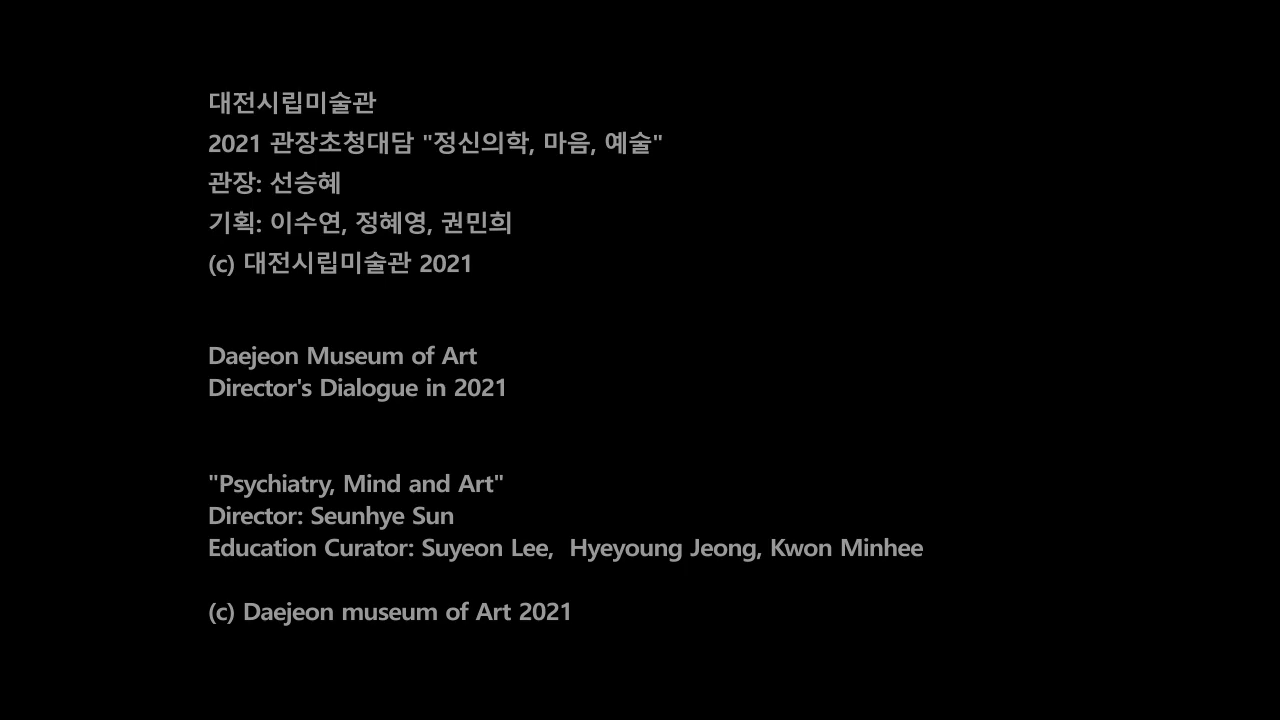 대전시립미술관
2021 관장초청대담 "정신의학, 마음, 예술"
관장: 선승혜
기획: 이수연, 정혜영, 권민희
(c) 대전시립미술관 2021
Daejeon Museum of Art
Director's Dialogue in 2021
"Psychiatry, Mind and Art"
Director: Seunhye Sun
Education Curator: Suyeon Lee,  Hyeyoung Jeong, Kwon Minhee
(c) Daejeon museum of Art 2021